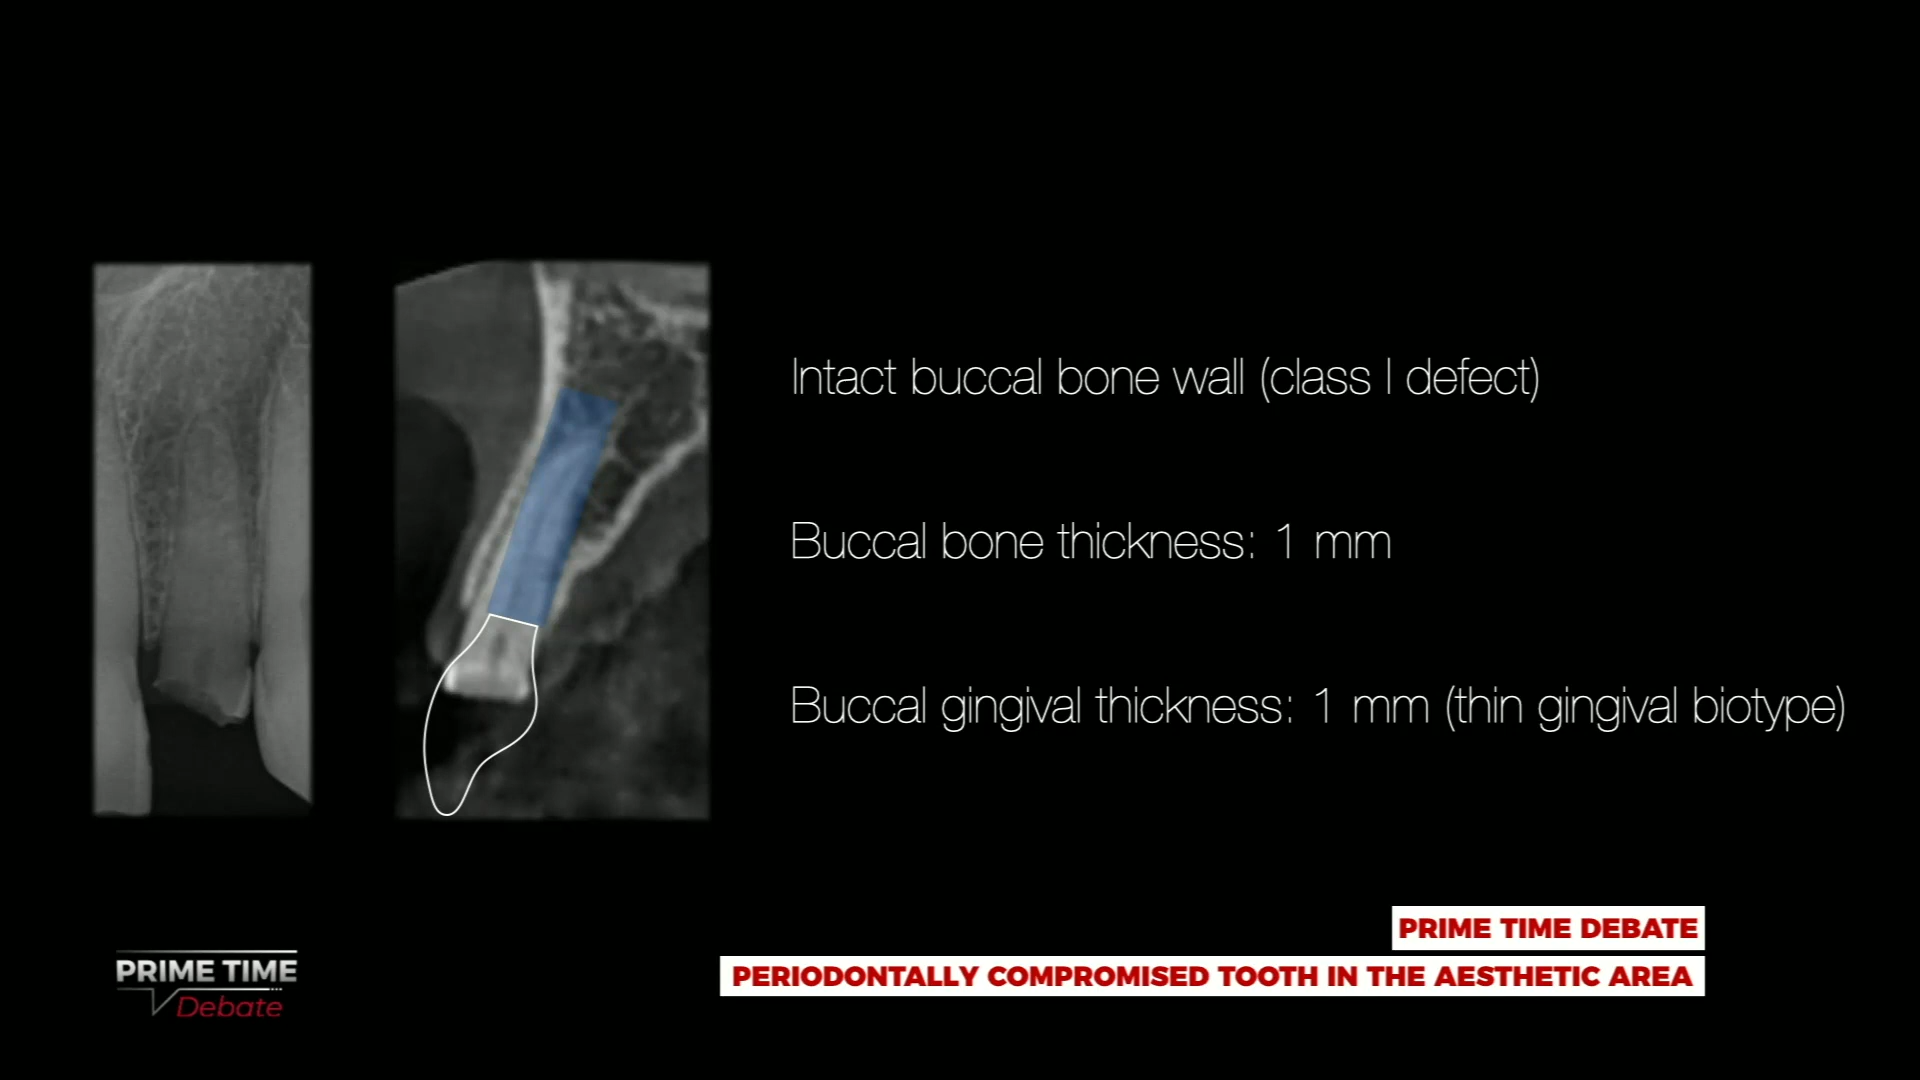 Intact buccal bone wall (class I defect)
Buccal bone thickness: 1 mm
Buccal gingival thickness: 1 mm (thin gingival biotype)
PRIME TIME DEBATE
PERIODONTALLY COMPROMISED TOOTH IN THE AESTHETIC AREA
PRIME TIME
Debate